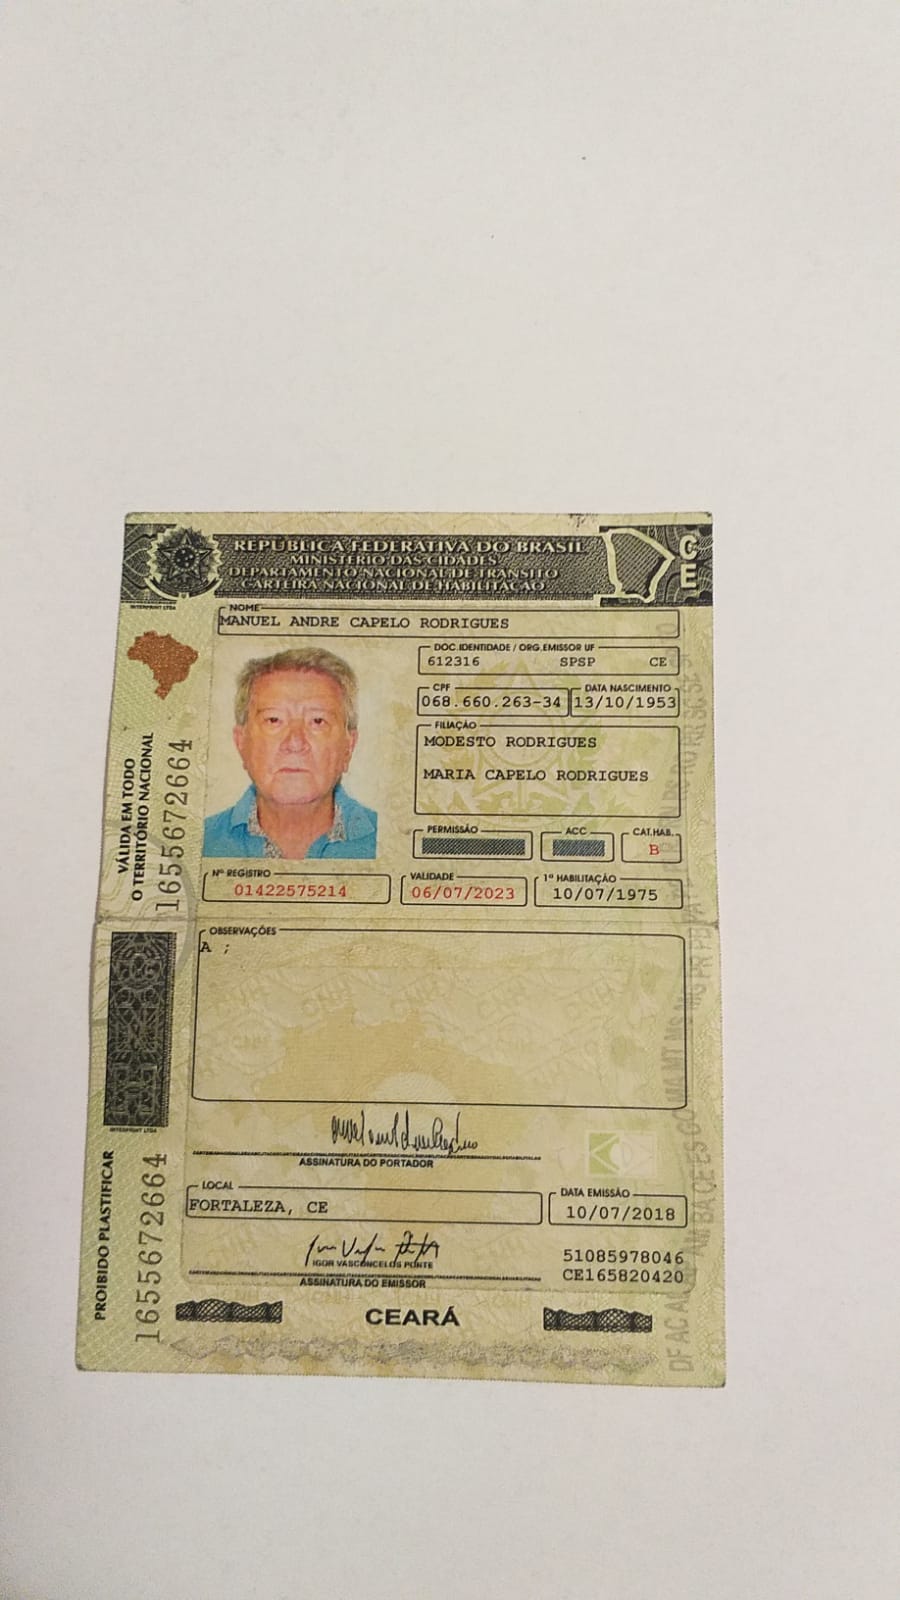 REPÚBLICA FEDERATIVA DO BRASIL
MINISTÉRIO DAS CIDADES
DEPARTAMENTO NACIONAL DE TRÂNSITO
CARTEIRA NACIONAL DE HABILITAÇÃO
CE
INTERPRINT LTDA
NOME
MANUEL ANDRE CAPELO RODRIGUES
DOC. IDENTIDADE / ORG. EMISSOR UF
612316 SPSP CE
CPF
068.660.263-34
DATA NASCIMENTO
13/10/1953
FILIAÇÃO
MODESTO RODRIGUES
MARIA CAPELO RODRIGUES
PERMISSÃO
ACC
CAT. HAB.
B
Nº REGISTRO
01422575214
VALIDADE
06/07/2023
1ª HABILITAÇÃO
10/07/1975
VÁLIDA EM TODO
O TERRITÓRIO NACIONAL
1655672664
OBSERVAÇÕES
A ;
INTERPRINT LTDA
ASSINATURA DO PORTADOR
LOCAL
FORTALEZA, CE
DATA EMISSÃO
10/07/2018
IGOR VASCONCELOS PONTE
ASSINATURA DO EMISSOR
51085978046
CE165820420
PROIBIDO PLASTIFICAR
1655672664
CEARÁ